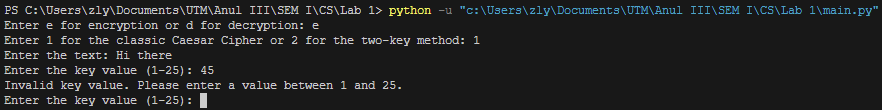 PS C:\Users\zly\Documents\UTM\Anul III\SEM I\CS\Lab 1> python -u "c:\Users\zly\Documents\UTM\Anul III\SEM I\CS\Lab 1\main.py"
Enter e for encryption or d for decryption: e
Enter 1 for the classic Caesar Cipher or 2 for the two-key method: 1
Enter the text: Hi there
Enter the key value (1-25): 45
Invalid key value. Please enter a value between 1 and 25.
Enter the key value (1-25):